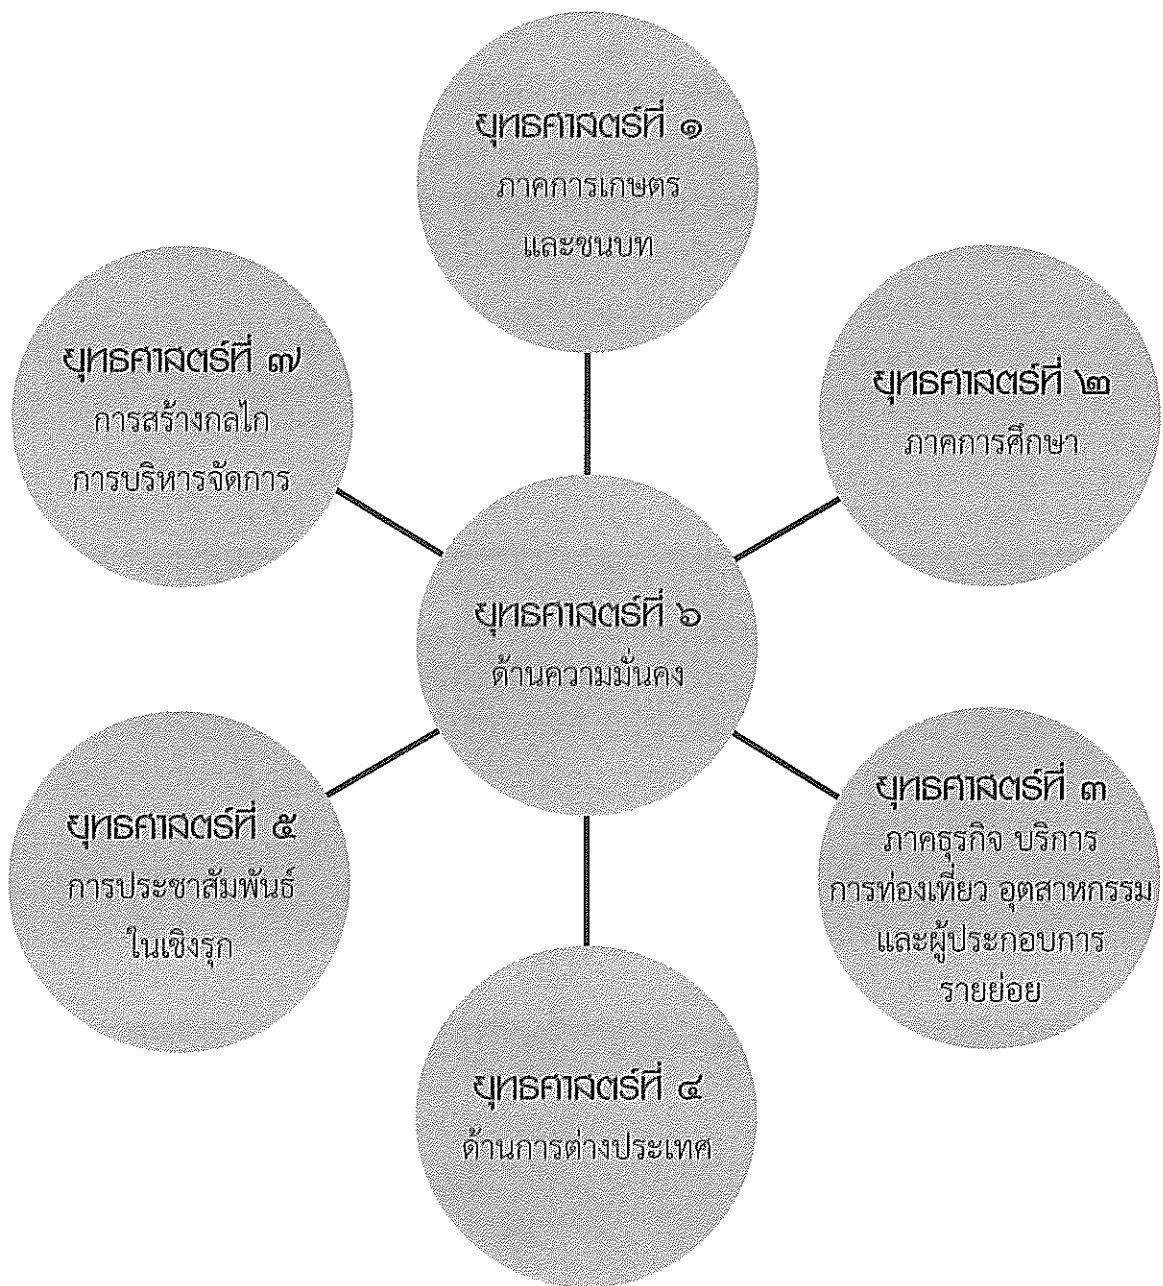 ยุทธศาสตร์ที่ ๑
ภาคการเกษตร
และชนบท
ยุทธศาสตร์ที่ ๒
ภาคการศึกษา
ยุทธศาสตร์ที่ ๓
ภาคธุรกิจ บริการ
การท่องเที่ยว อุตสาหกรรม
และผู้ประกอบการ
รายย่อย
ยุทธศาสตร์ที่ ๔
ด้านการต่างประเทศ
ยุทธศาสตร์ที่ ๕
การประชาสัมพันธ์
ในเชิงรุก
ยุทธศาสตร์ที่ ๖
ด้านความมั่นคง
ยุทธศาสตร์ที่ ๗
การสร้างกลไก
การบริหารจัดการ